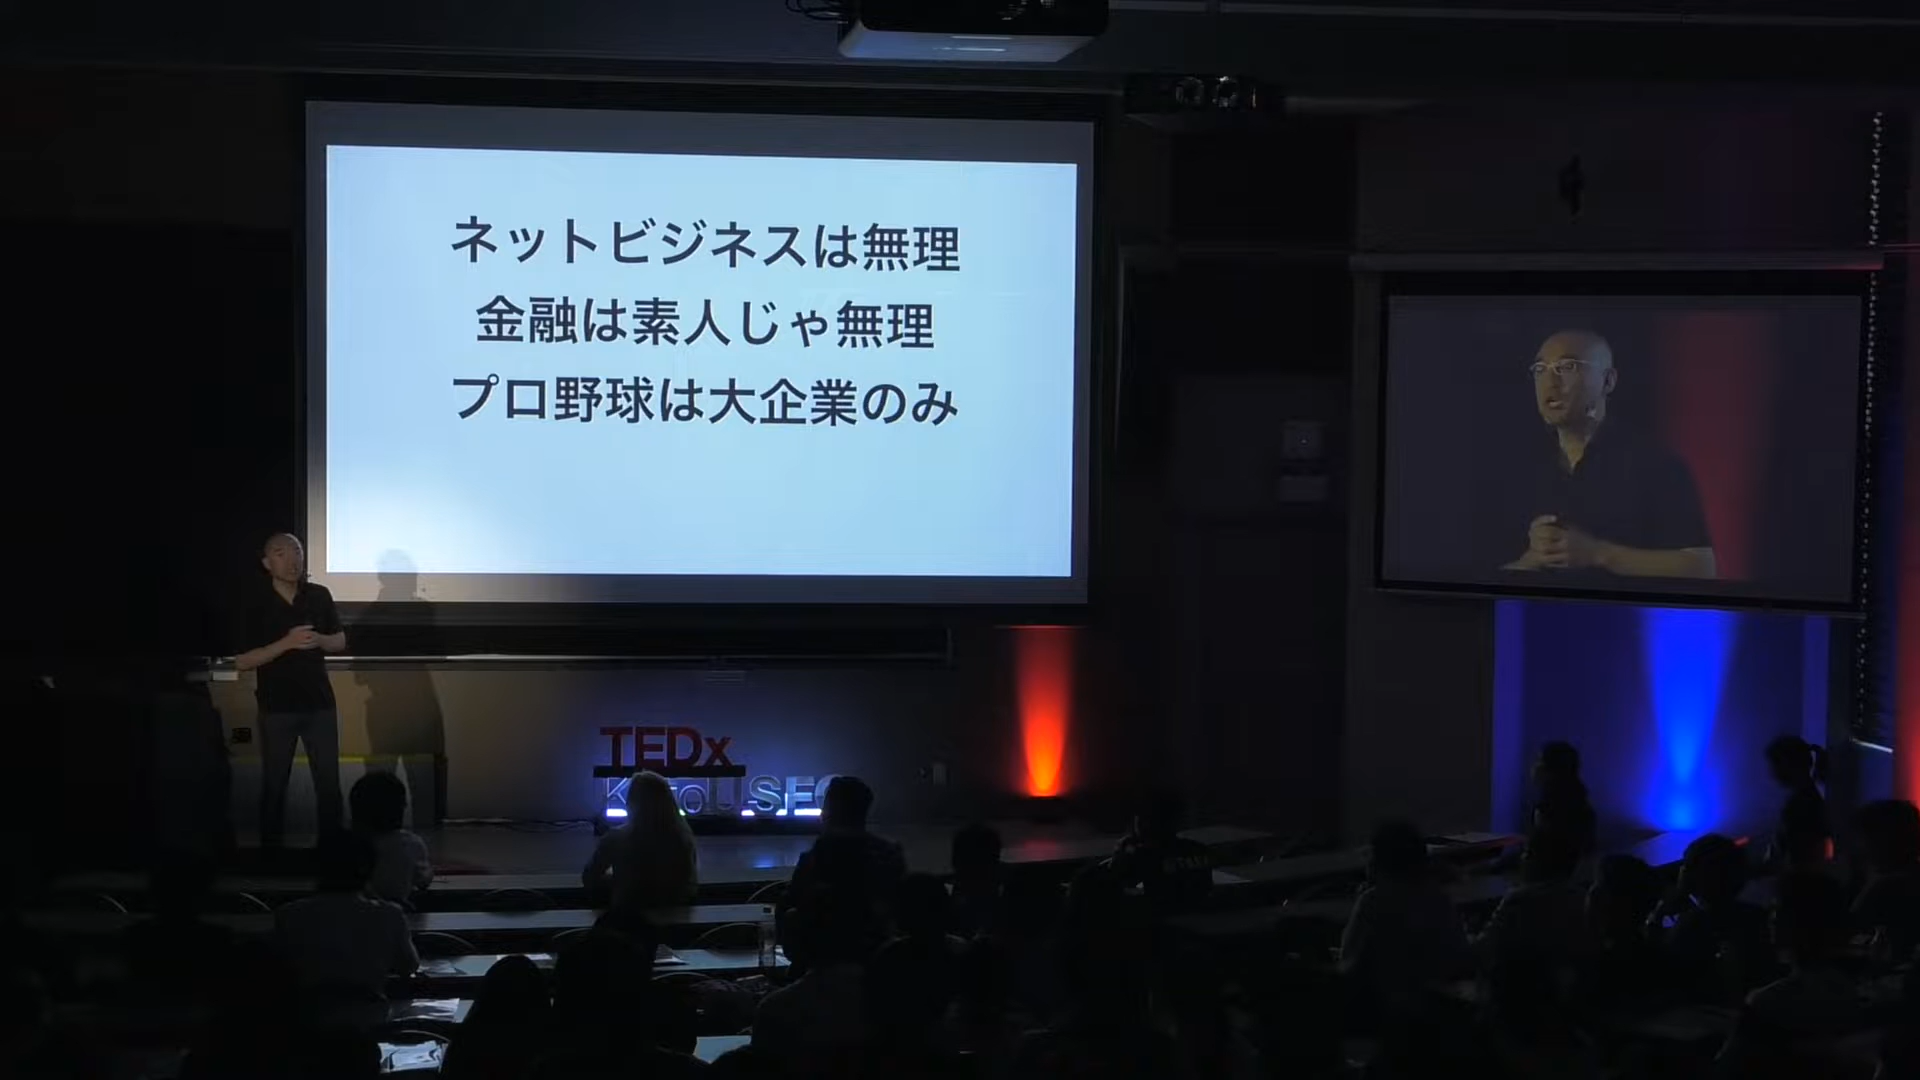 ネットビジネスは無理
金融は素人じゃ無理
プロ野球は大企業のみ
TEDx